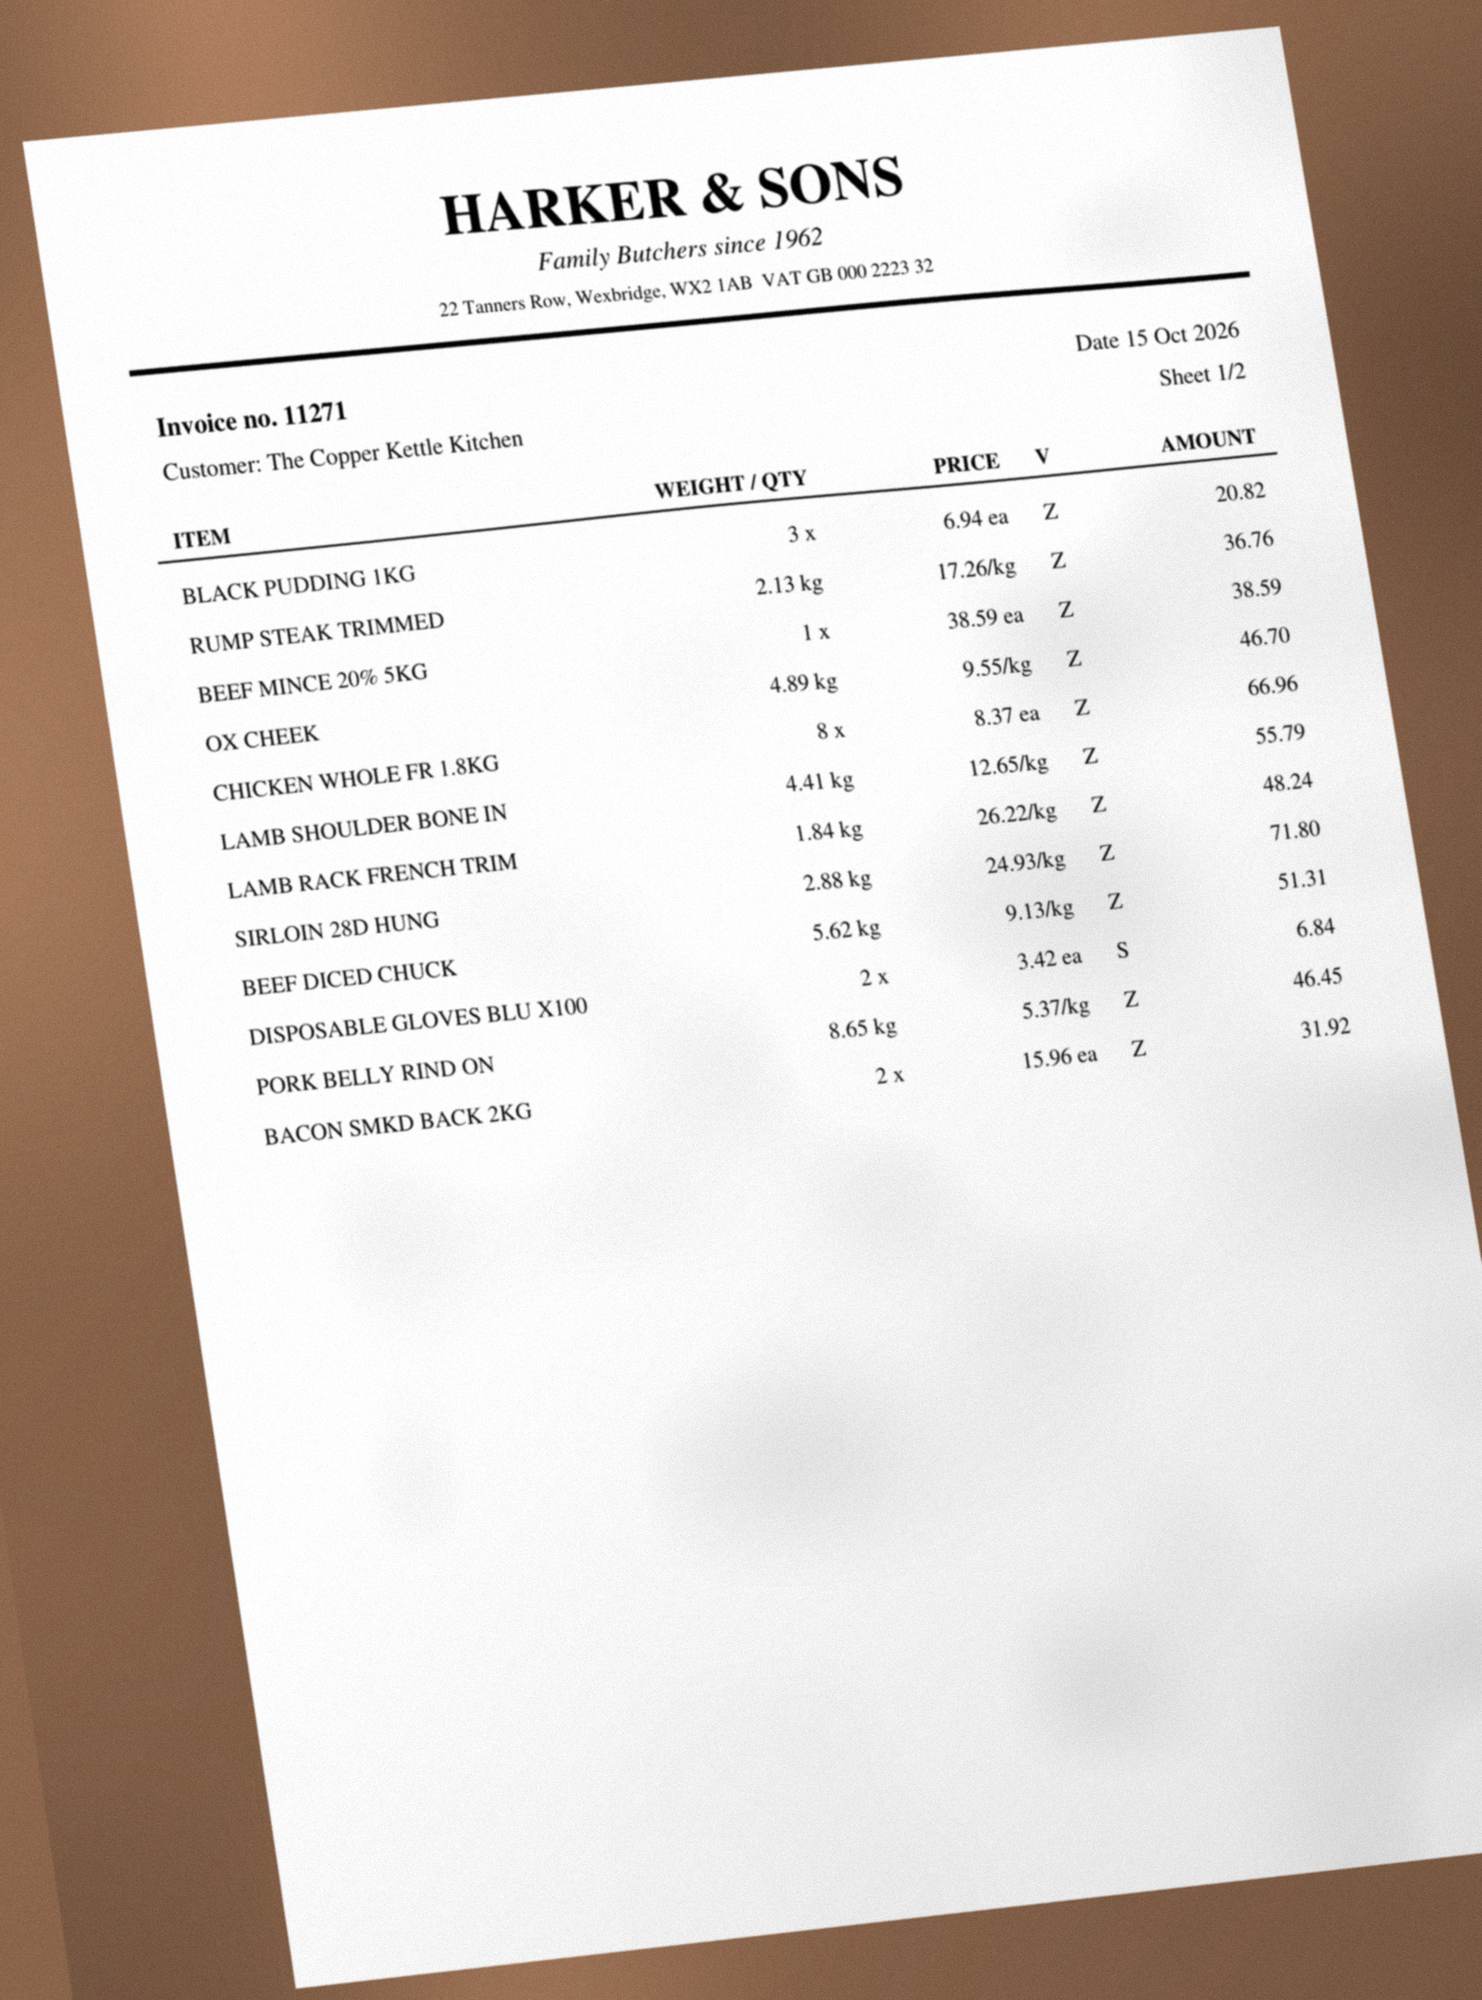 HARKER & SONS
Family Butchers since 1962
22 Tanners Row, Wexbridge, WX2 1AB VAT GB 000 2223 32
Invoice no. 11271 Date 15 Oct 2026
Customer: The Copper Kettle Kitchen Sheet 1/2
ITEM WEIGHT / QTY PRICE V AMOUNT
BLACK PUDDING 1KG 3 x 6.94 ea Z 20.82
RUMP STEAK TRIMMED 2.13 kg 17.26/kg Z 36.76
BEEF MINCE 20% 5KG 1 x 38.59 ea Z 38.59
OX CHEEK 4.89 kg 9.55/kg Z 46.70
CHICKEN WHOLE FR 1.8KG 8 x 8.37 ea Z 66.96
LAMB SHOULDER BONE IN 4.41 kg 12.65/kg Z 55.79
LAMB RACK FRENCH TRIM 1.84 kg 26.22/kg Z 48.24
SIRLOIN 28D HUNG 2.88 kg 24.93/kg Z 71.80
BEEF DICED CHUCK 5.62 kg 9.13/kg Z 51.31
DISPOSABLE GLOVES BLU X100 2 x 3.42 ea S 6.84
PORK BELLY RIND ON 8.65 kg 5.37/kg Z 46.45
BACON SMKD BACK 2KG 2 x 15.96 ea Z 31.92